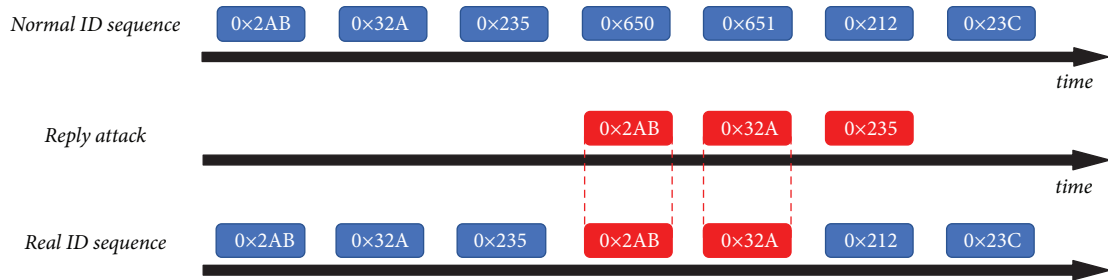 Normal ID sequence 0×2AB 0×32A 0×235 0×650 0×651 0×212 0×23C
time
Reply attack 0×2AB 0×32A 0×235
time
Real ID sequence 0×2AB 0×32A 0×235 0×2AB 0×32A 0×212 0×23C